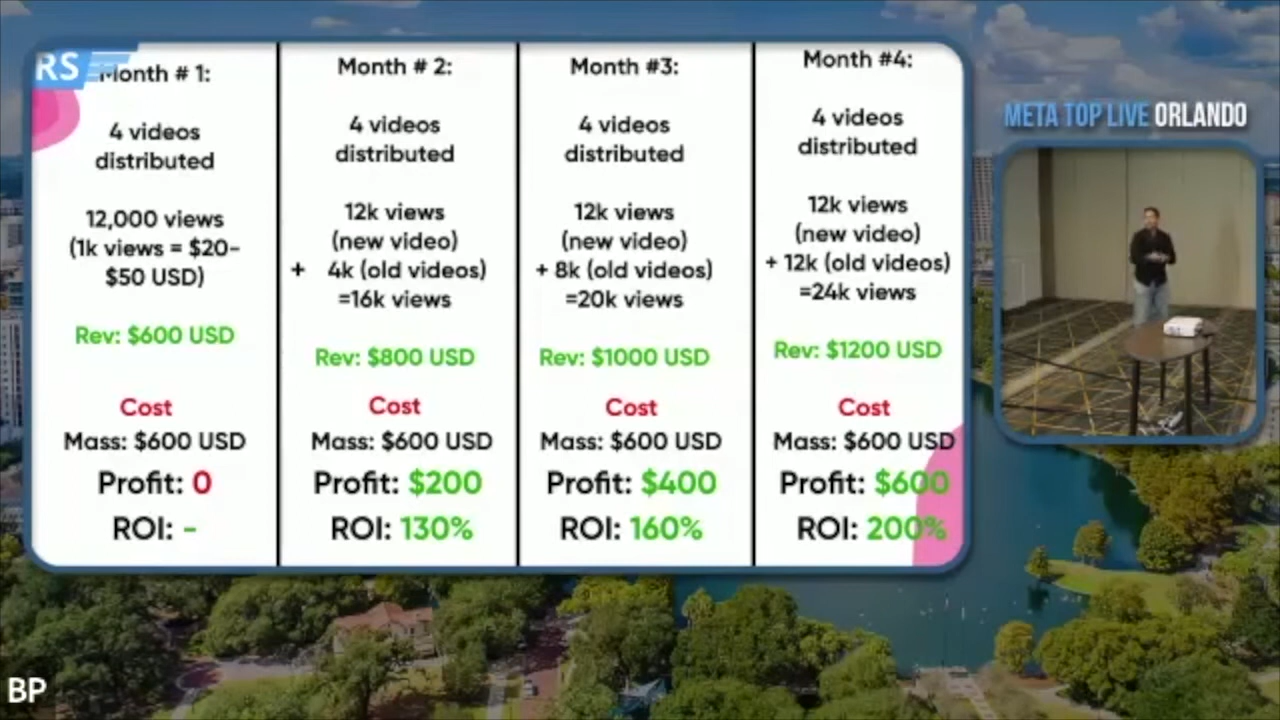 RS
Month # 1:
4 videos
distributed
12,000 views
(1k views = $20-
$50 USD)
Rev: $600 USD
Cost
Mass: $600 USD
Profit: 0
ROI: -
Month # 2:
4 videos
distributed
12k views
(new video)
+ 4k (old videos)
=16k views
Rev: $800 USD
Cost
Mass: $600 USD
Profit: $200
ROI: 130%
Month #3:
4 videos
distributed
12k views
(new video)
+ 8k (old videos)
=20k views
Rev: $1000 USD
Cost
Mass: $600 USD
Profit: $400
ROI: 160%
Month #4:
4 videos
distributed
12k views
(new video)
+ 12k (old videos)
=24k views
Rev: $1200 USD
Cost
Mass: $600 USD
Profit: $600
ROI: 200%
META TOP LIVE ORLANDO
BP